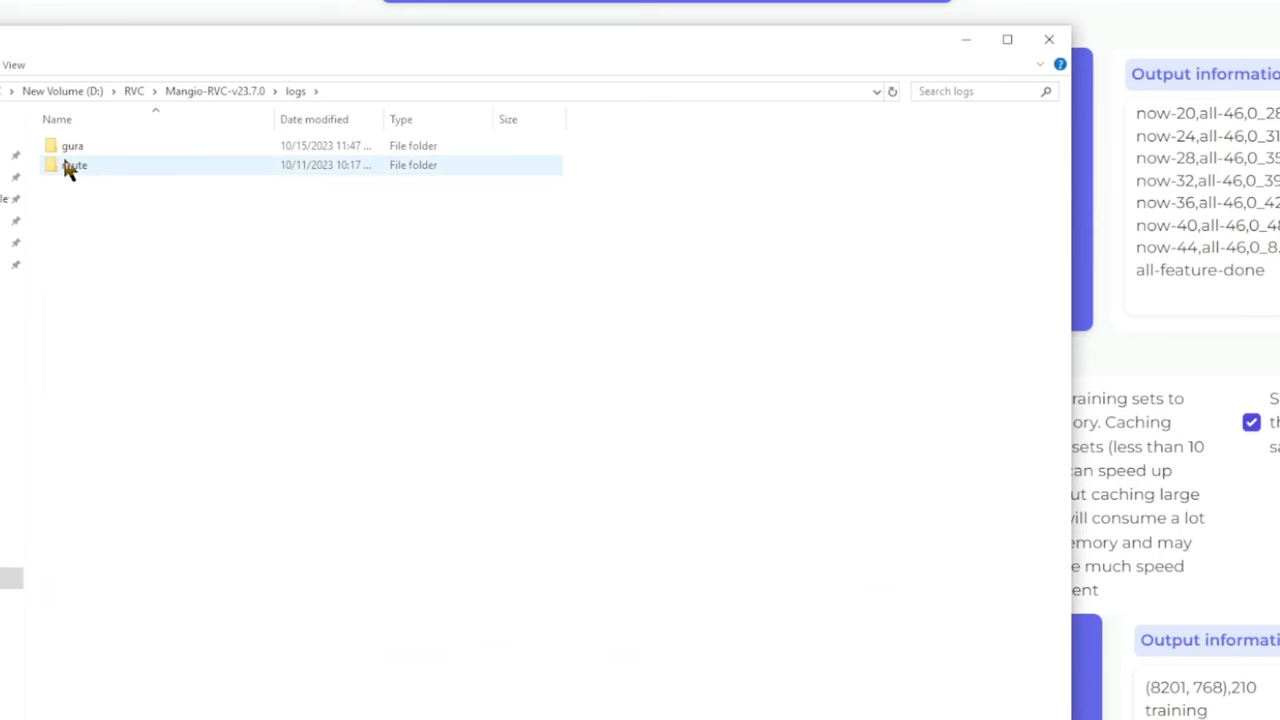 View
New Volume (D:) > RVC > Mangio-RVC-v23.7.0 > logs >
Search logs
Name Date modified Type Size
gura 10/15/2023 11:47 ... File folder
10/11/2023 10:17 ... File folder
Output informatio
now-20,all-46,0_28
now-24,all-46,0_31
now-28,all-46,0_35
now-32,all-46,0_39
now-36,all-46,0_42
now-40,all-46,0_48
now-44,all-46,0_8.
all-feature-done
raining sets to
ory. Caching
sets (less than 10
can speed up
ut caching large
vill consume a lot
emory and may
e much speed
ent
Output informati
(8201, 768),210
training